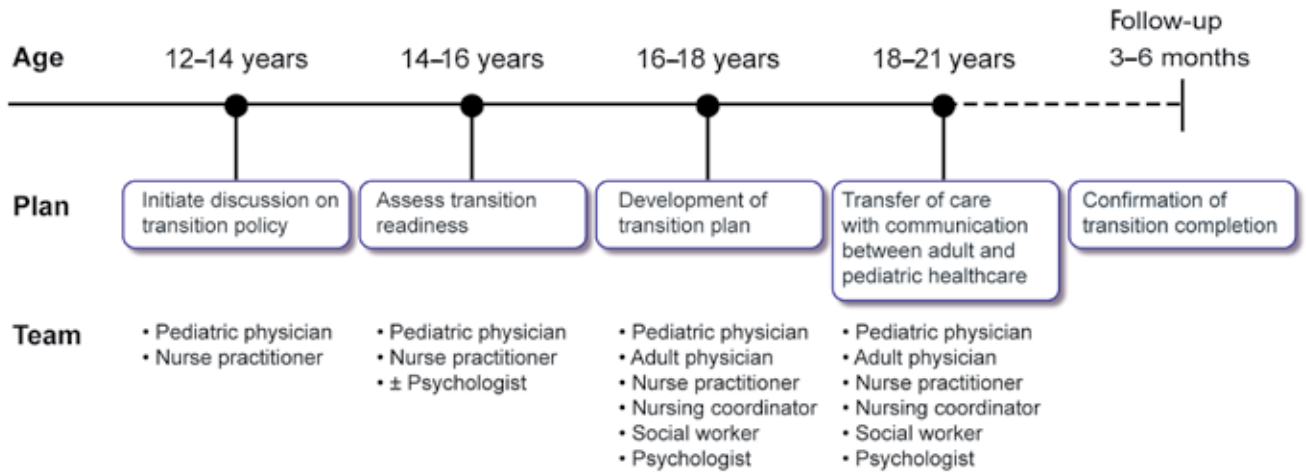 Follow-up
Age 12–14 years 14–16 years 16–18 years 18–21 years 3–6 months
Plan
Initiate discussion on
transition policy
Assess transition
readiness
Development of
transition plan
Transfer of care
with communication
between adult and
pediatric healthcare
Confirmation of
transition completion
Team
• Pediatric physician
• Nurse practitioner
• Pediatric physician
• Nurse practitioner
• ± Psychologist
• Pediatric physician
• Adult physician
• Nurse practitioner
• Nursing coordinator
• Social worker
• Psychologist
• Pediatric physician
• Adult physician
• Nurse practitioner
• Nursing coordinator
• Social worker
• Psychologist